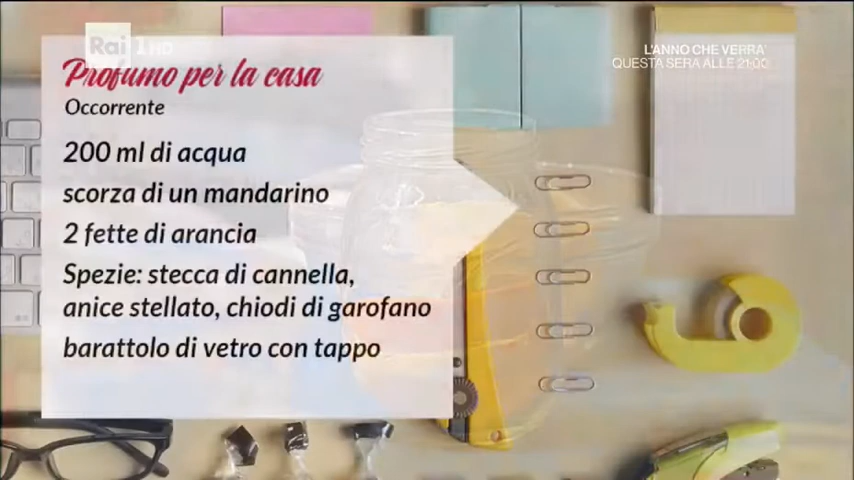 Rai 1 HD
L'ANNO CHE VERRA'
QUESTA SERA ALLE 21:00
Profumo per la casa
Occorrente
200 ml di acqua
scorza di un mandarino
2 fette di arancia
Spezie: stecca di cannella,
anice stellato, chiodi di garofano
barattolo di vetro con tappo